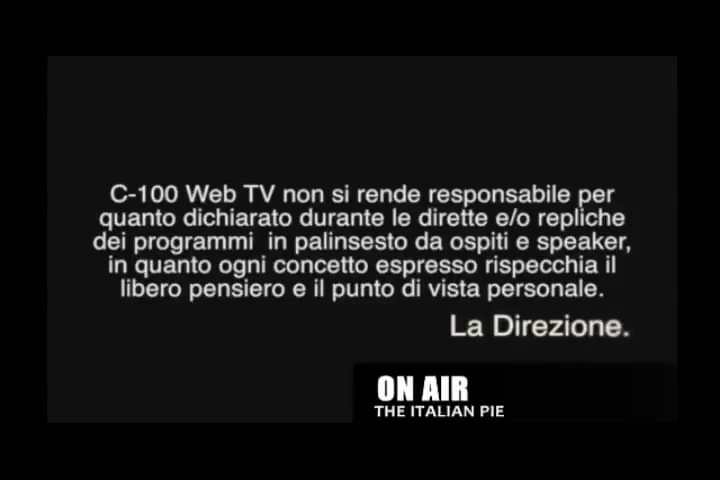 C-100 Web TV non si rende responsabile per
quanto dichiarato durante le dirette e/o repliche
dei programmi in palinsesto da ospiti e speaker,
in quanto ogni concetto espresso rispecchia il
libero pensiero e il punto di vista personale.
La Direzione.
ON AIR
THE ITALIAN PIE